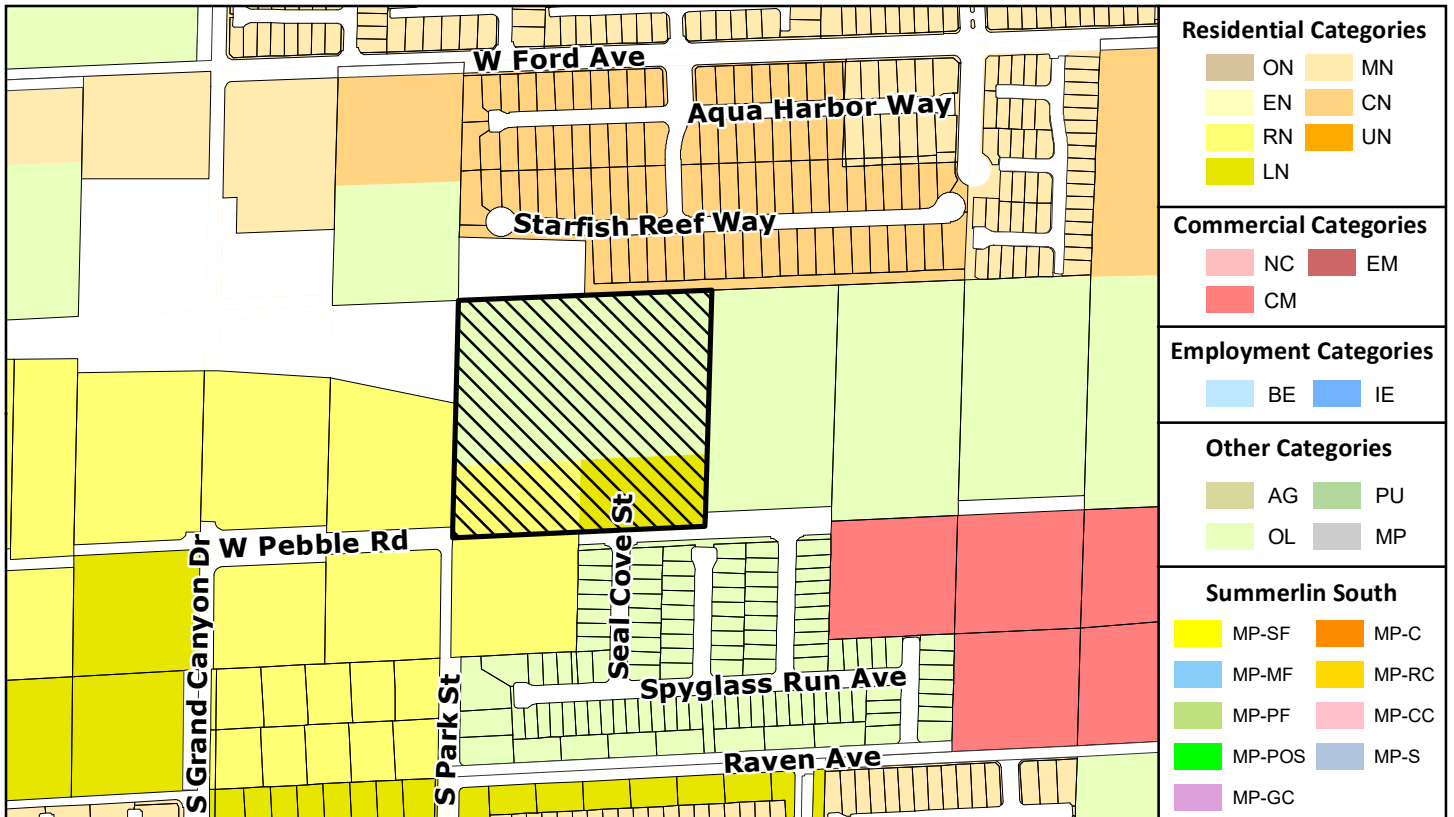 W Ford Ave
Aqua Harbor Way
Starfish Reef Way
W Pebble Rd
S Grand Canyon Dr
Seal Cove St
S Park St
Spyglass Run Ave
Raven Ave
Residential Categories
ON MN
EN CN
RN UN
LN
Commercial Categories
NC EM
CM
Employment Categories
BE IE
Other Categories
AG PU
OL MP
Summerlin South
MP-SF MP-C
MP-MF MP-RC
MP-PF MP-CC
MP-POS MP-S
MP-GC